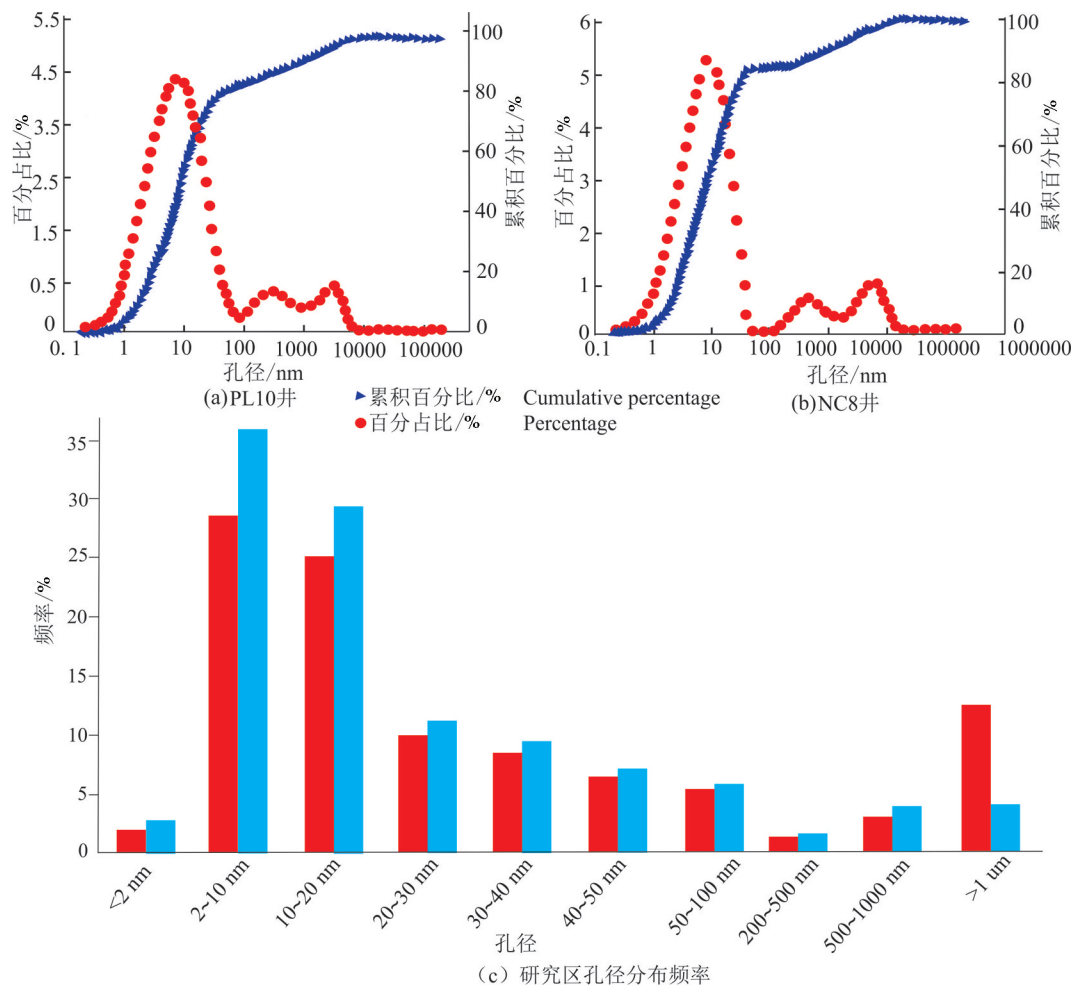 5.5
4.5
3.5
2.5
1.5
0.5
0
百分占比/%
100
80
60
40
20
0
累积百分比/%
0.1 1 10 100 1000 10000 100000
孔径/nm
(a)PL10井
6
5
4
3
2
1
0
百分占比/%
100
80
60
40
20
0
累积百分比/%
0.1 1 10 100 1000 10000 100000 1000000
孔径/nm
(b)NC8井
累积百分比/% Cumulative percentage
百分占比/% Percentage
35
30
25
20
15
10
5
0
频率/%
<2 nm
2~10 nm
10~20 nm
20~30 nm
30~40 nm
40~50 nm
50~100 nm
200~500 nm
500~1000 nm
>1 um
孔径
（c）研究区孔径分布频率